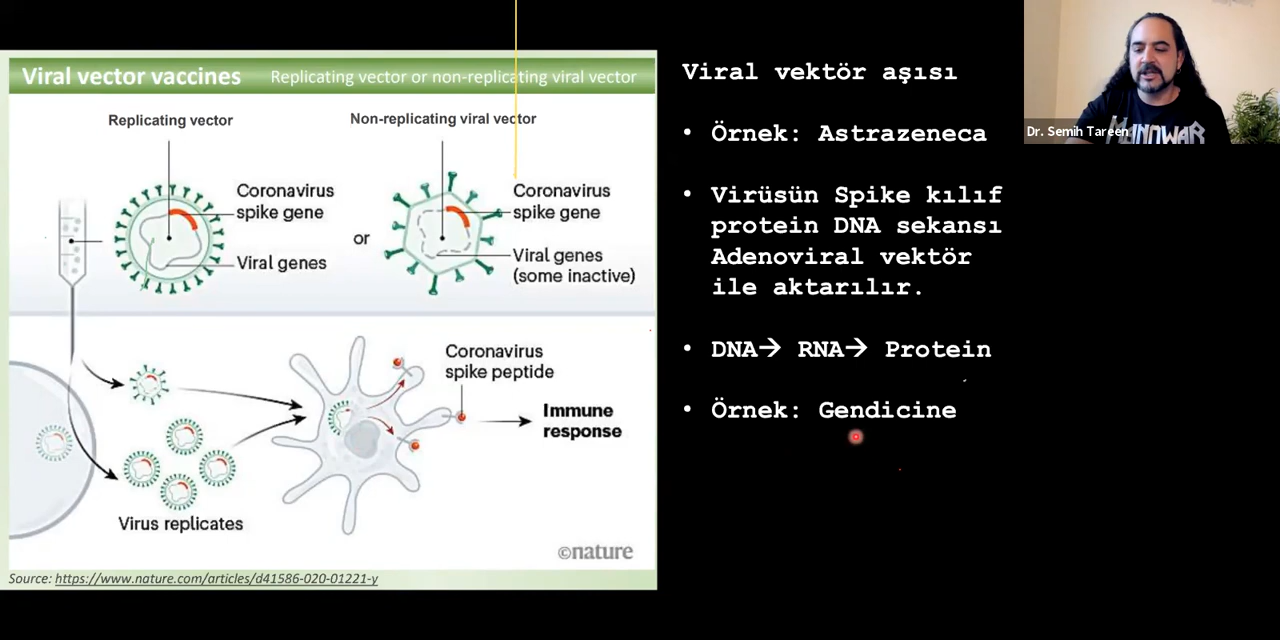 Viral vector vaccines Replicating vector or non-replicating viral vector
Replicating vector
Non-replicating viral vector
Coronavirus
spike gene
Viral genes
or
Coronavirus
spike gene
Viral genes
(some inactive)
Coronavirus
spike peptide
Immune
response
Virus replicates
©nature
Source: https://www.nature.com/articles/d41586-020-01221-y
Viral vektör aşısı
• Örnek: Astrazeneca
• Virüsün Spike kılıf
protein DNA sekansı
Adenoviral vektör
ile aktarılır.
• DNA→ RNA→ Protein
• Örnek: Gendicine
Dr. Semih Tareen
MANOWAR